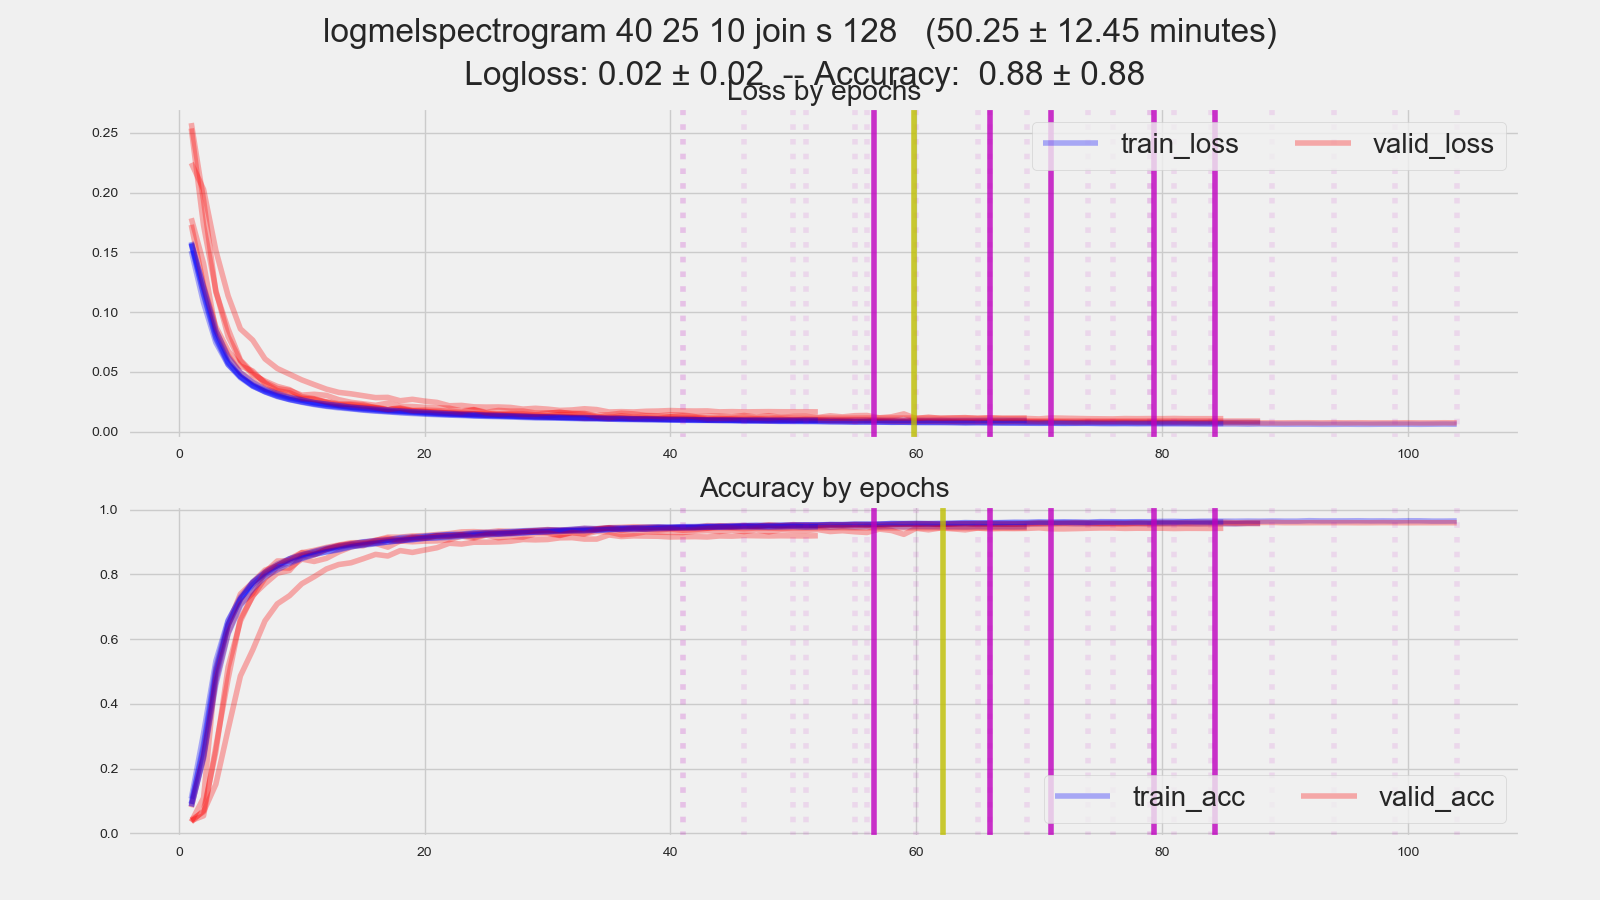 logmelspectrogram 40 25 10 join s 128 (50.25 ± 12.45 minutes)
Logloss: 0.02 ± 0.02 -- Accuracy: 0.88 ± 0.88
Loss by epochs
train_loss valid_loss
0.25
0.20
0.15
0.10
0.05
0.00
0 20 40 60 80 100
Accuracy by epochs
1.0
0.8
0.6
0.4
0.2
0.0
train_acc valid_acc
0 20 40 60 80 100